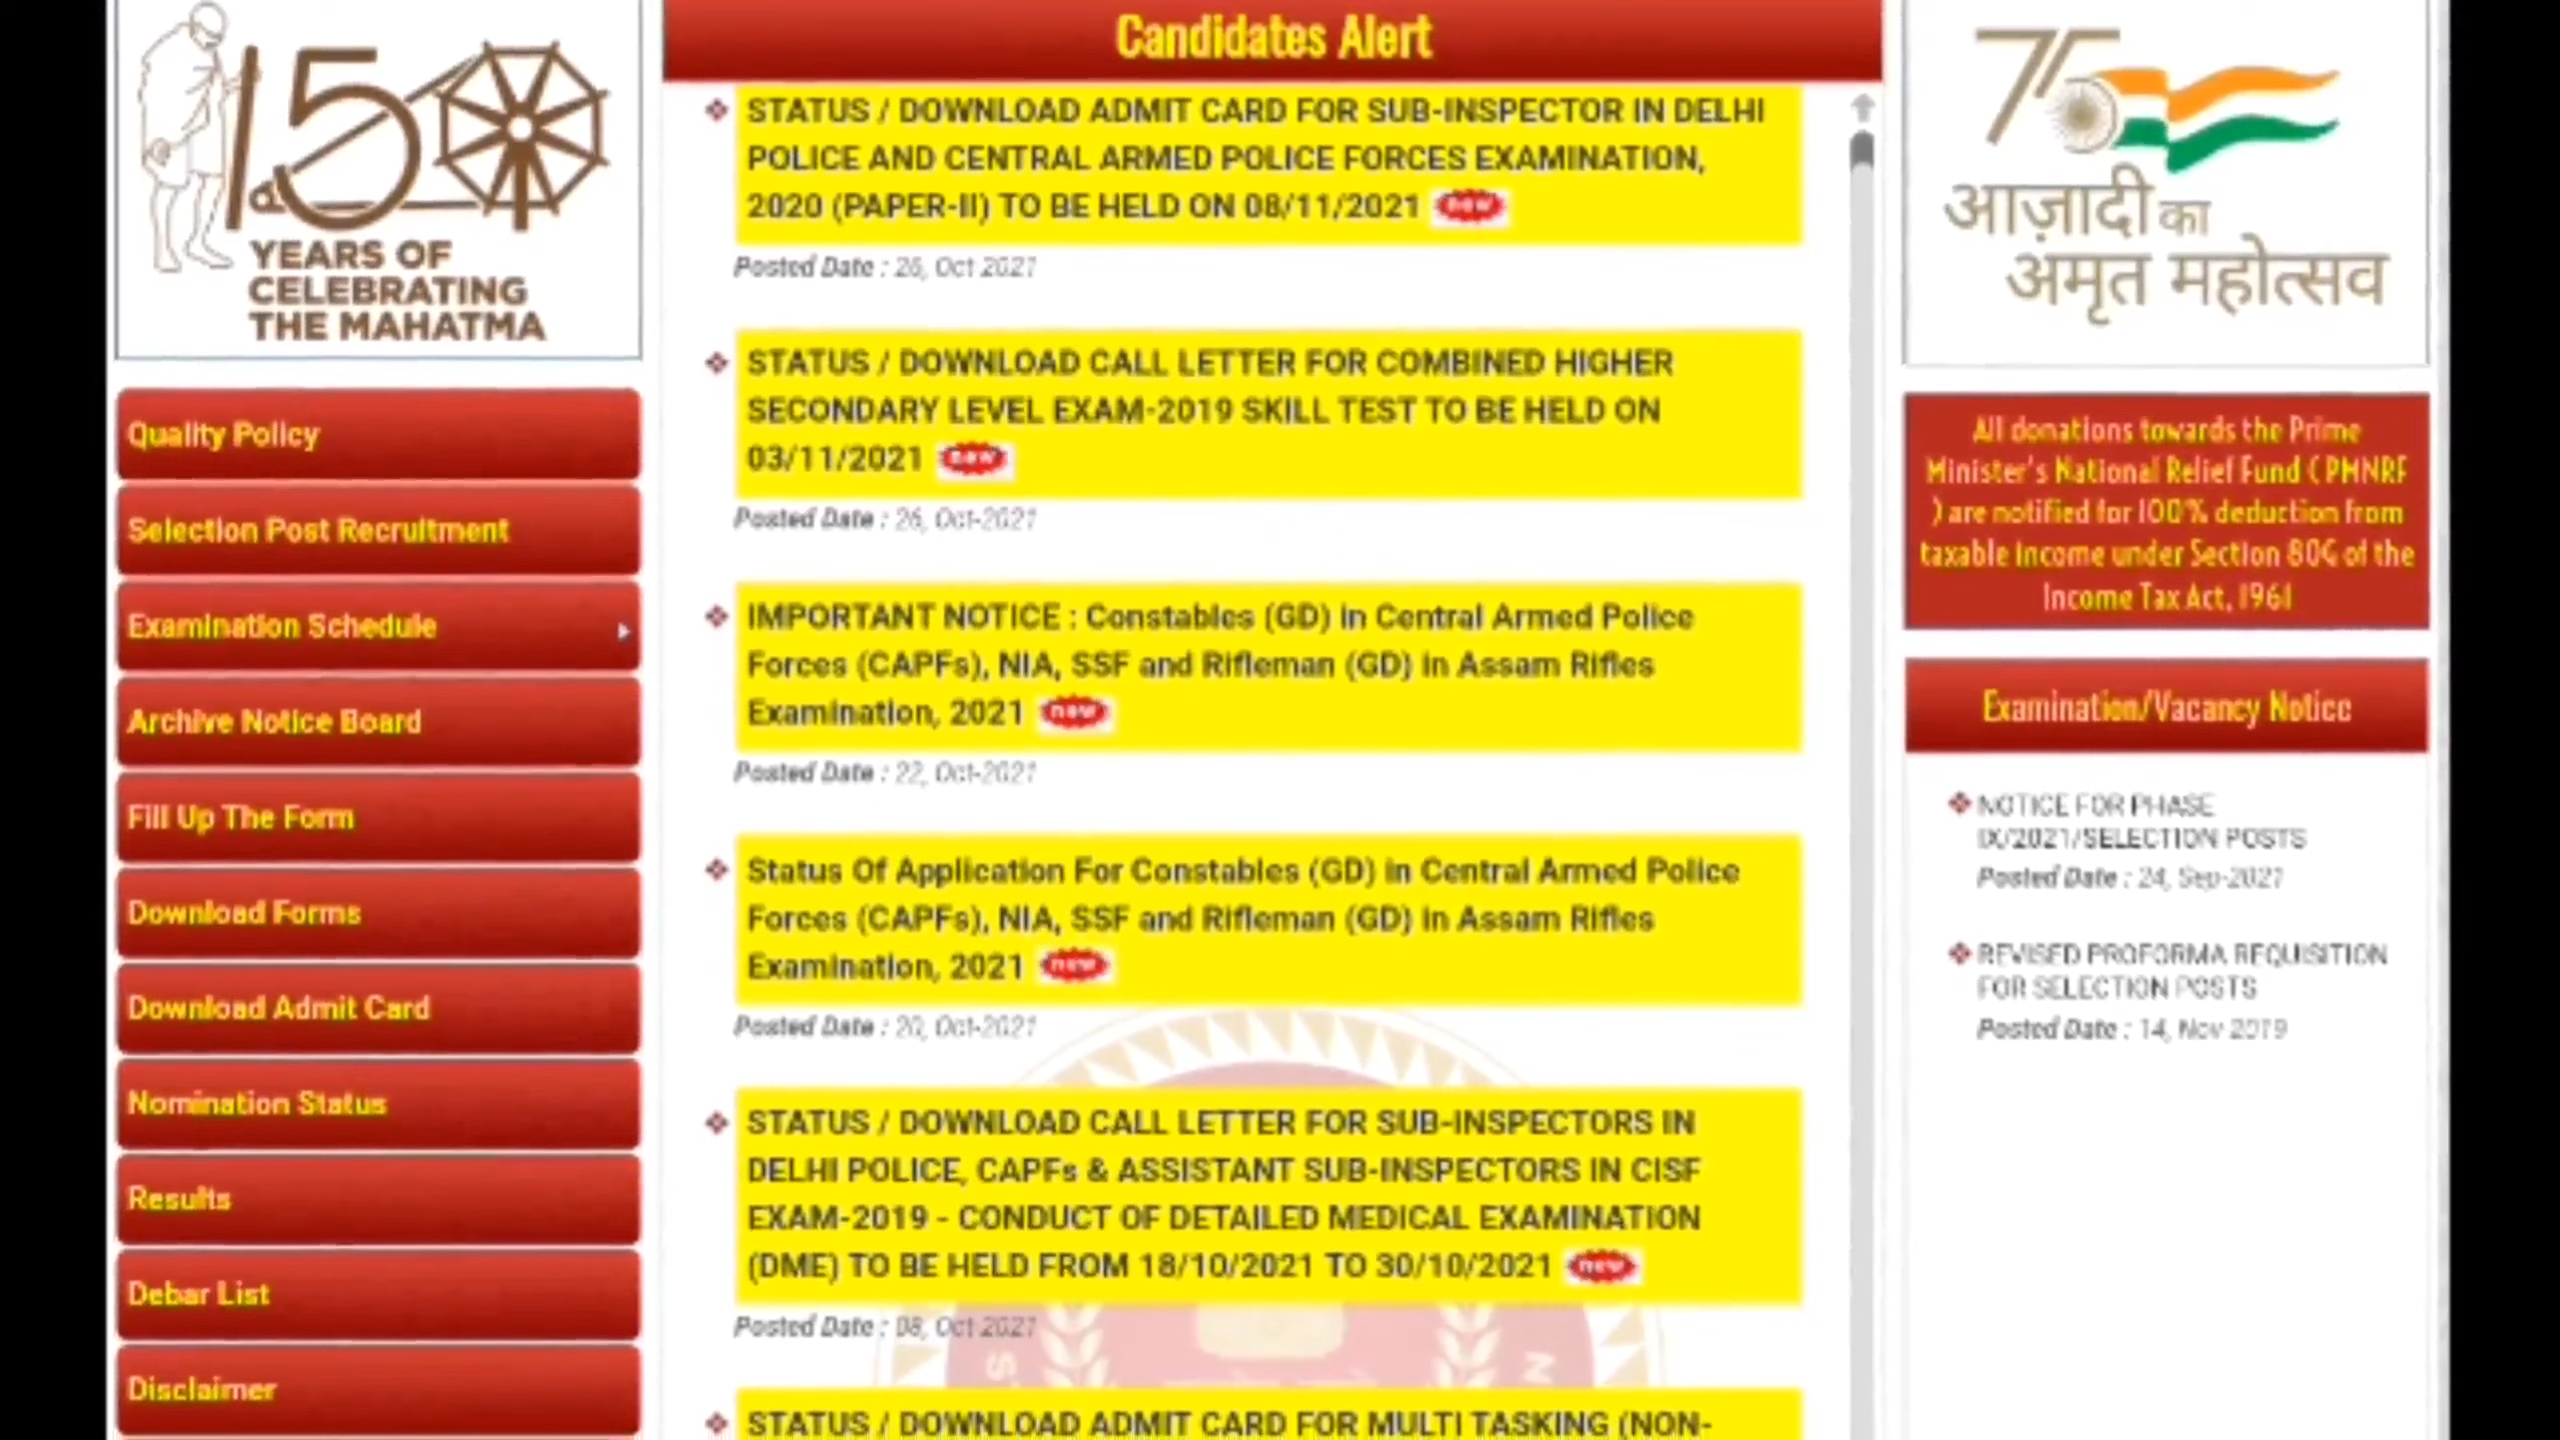 150
YEARS OF
CELEBRATING
THE MAHATMA
Quality Policy
Selection Post Recruitment
Examination Schedule
Archive Notice Board
Fill Up The Form
Download Forms
Download Admit Card
Nomination Status
Results
Debar List
Disclaimer
Candidates Alert
STATUS / DOWNLOAD ADMIT CARD FOR SUB-INSPECTOR IN DELHI
POLICE AND CENTRAL ARMED POLICE FORCES EXAMINATION,
2020 (PAPER-II) TO BE HELD ON 08/11/2021 new
Posted Date : 26, Oct-2021
STATUS / DOWNLOAD CALL LETTER FOR COMBINED HIGHER
SECONDARY LEVEL EXAM-2019 SKILL TEST TO BE HELD ON
03/11/2021 new
Posted Date : 26, Oct-2021
IMPORTANT NOTICE : Constables (GD) in Central Armed Police
Forces (CAPFs), NIA, SSF and Rifleman (GD) in Assam Rifles
Examination, 2021 new
Posted Date : 22, Oct-2021
Status Of Application For Constables (GD) in Central Armed Police
Forces (CAPFs), NIA, SSF and Rifleman (GD) in Assam Rifles
Examination, 2021 new
Posted Date : 20, Oct-2021
STATUS / DOWNLOAD CALL LETTER FOR SUB-INSPECTORS IN
DELHI POLICE, CAPFs & ASSISTANT SUB-INSPECTORS IN CISF
EXAM-2019 - CONDUCT OF DETAILED MEDICAL EXAMINATION
(DME) TO BE HELD FROM 18/10/2021 TO 30/10/2021 new
Posted Date : 08, Oct-2021
STATUS / DOWNLOAD ADMIT CARD FOR MULTI TASKING (NON-
75
आज़ादी का
अमृत महोत्सव
All donations towards the Prime
Minister's National Relief Fund ( PMNRF
) are notified for 100% deduction from
taxable income under Section 80G of the
Income Tax Act, 1961
Examination/Vacancy Notice
NOTICE FOR PHASE
IX/2021/SELECTION POSTS
Posted Date : 24, Sep-2021
REVISED PROFORMA REQUISITION
FOR SELECTION POSTS
Posted Date : 14, Nov-2019